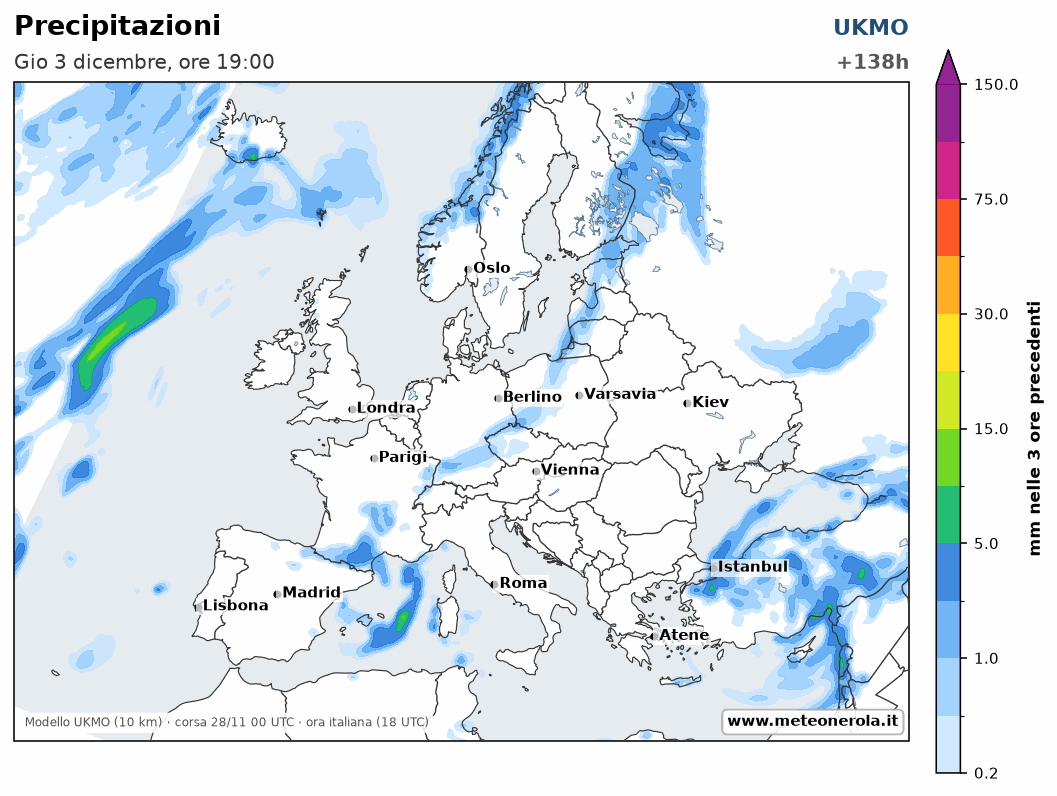 Precipitazioni
UKMO
Gio 3 dicembre, ore 19:00
+138h
150.0
75.0
30.0
15.0
5.0
1.0
0.2
mm nelle 3 ore precedenti
Oslo
Berlino
Varsavia
Kiev
Londra
Parigi
Vienna
Istanbul
Roma
Madrid
Lisbona
Atene
Modello UKMO (10 km) · corsa 28/11 00 UTC · ora italiana (18 UTC)
www.meteonerola.it